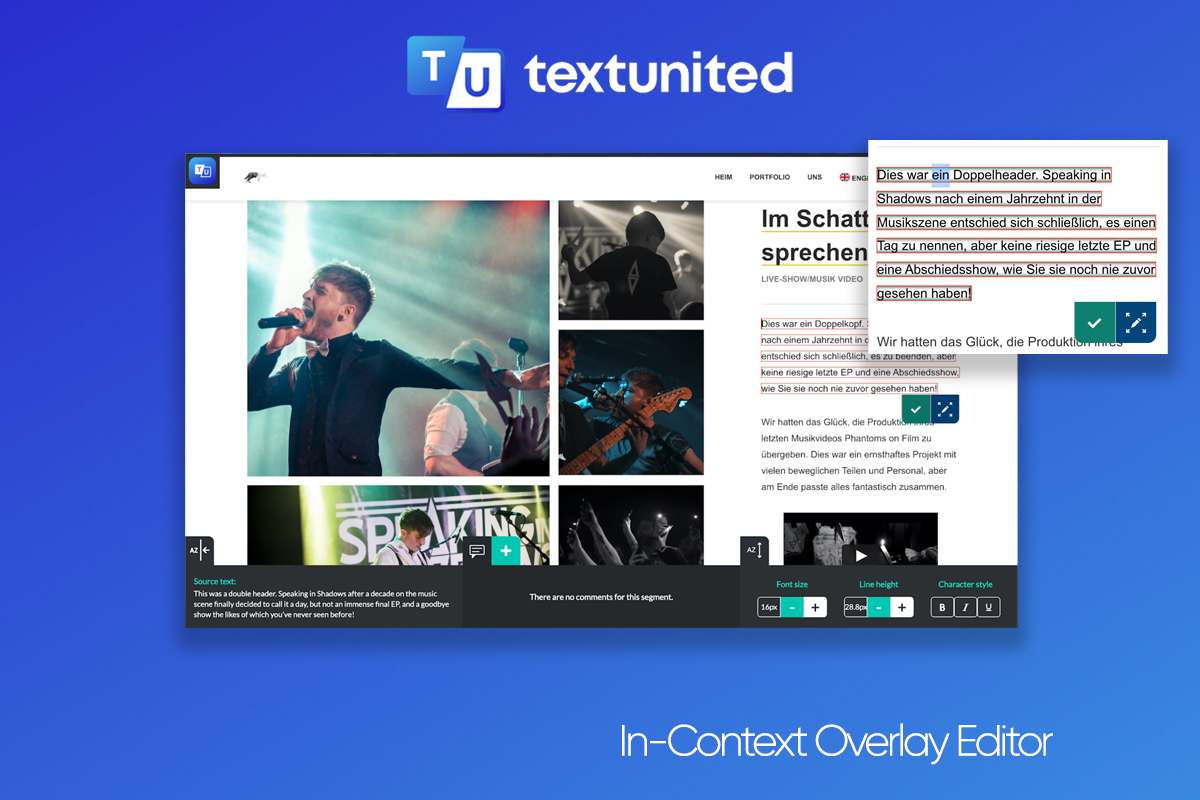 TU textunited
TU
HEIM PORTFOLIO UNS
Im Schatt
sprechen
LIVE-SHOW/MUSIK VIDEO
Dies war ein Doppelkopf.
nach einem Jahrzehnt in
entschied sich schließlich, es zu beenden, aber
keine riesige letzte EP und eine Abschiedsshow,
wie Sie sie noch nie zuvor gesehen haben!
Wir hatten das Glück, die Produktion ihres
letzten Musikvideos Phantoms on Film zu
übergeben. Dies war ein ernsthaftes Projekt mit
vielen beweglichen Teilen und Personal, aber
am Ende passte alles fantastisch zusammen.
Dies war ein Doppelheader. Speaking in
Shadows nach einem Jahrzehnt in der
Musikszene entschied sich schließlich, es einen
Tag zu nennen, aber keine riesige letzte EP und
eine Abschiedsshow, wie Sie sie noch nie zuvor
gesehen haben!
Wir hatten das Glück, die Produktion ihres
SPEAKING
AZ
AZ
Source text:
This was a double header. Speaking in Shadows after a decade on the music
scene finally decided to call it a day, but not an immense final EP, and a goodbye
show the likes of which you've never seen before!
There are no comments for this segment.
Font size Line height Character style
16px - + 28.8px - + B I U
In-Context Overlay Editor